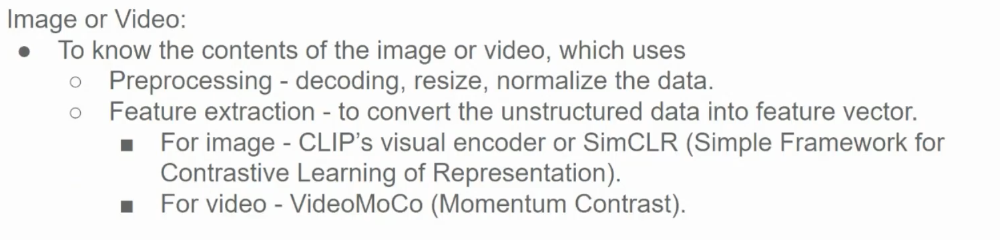 Image or Video:
● To know the contents of the image or video, which uses
○ Preprocessing - decoding, resize, normalize the data.
○ Feature extraction - to convert the unstructured data into feature vector.
■ For image - CLIP’s visual encoder or SimCLR (Simple Framework for
Contrastive Learning of Representation).
■ For video - VideoMoCo (Momentum Contrast).